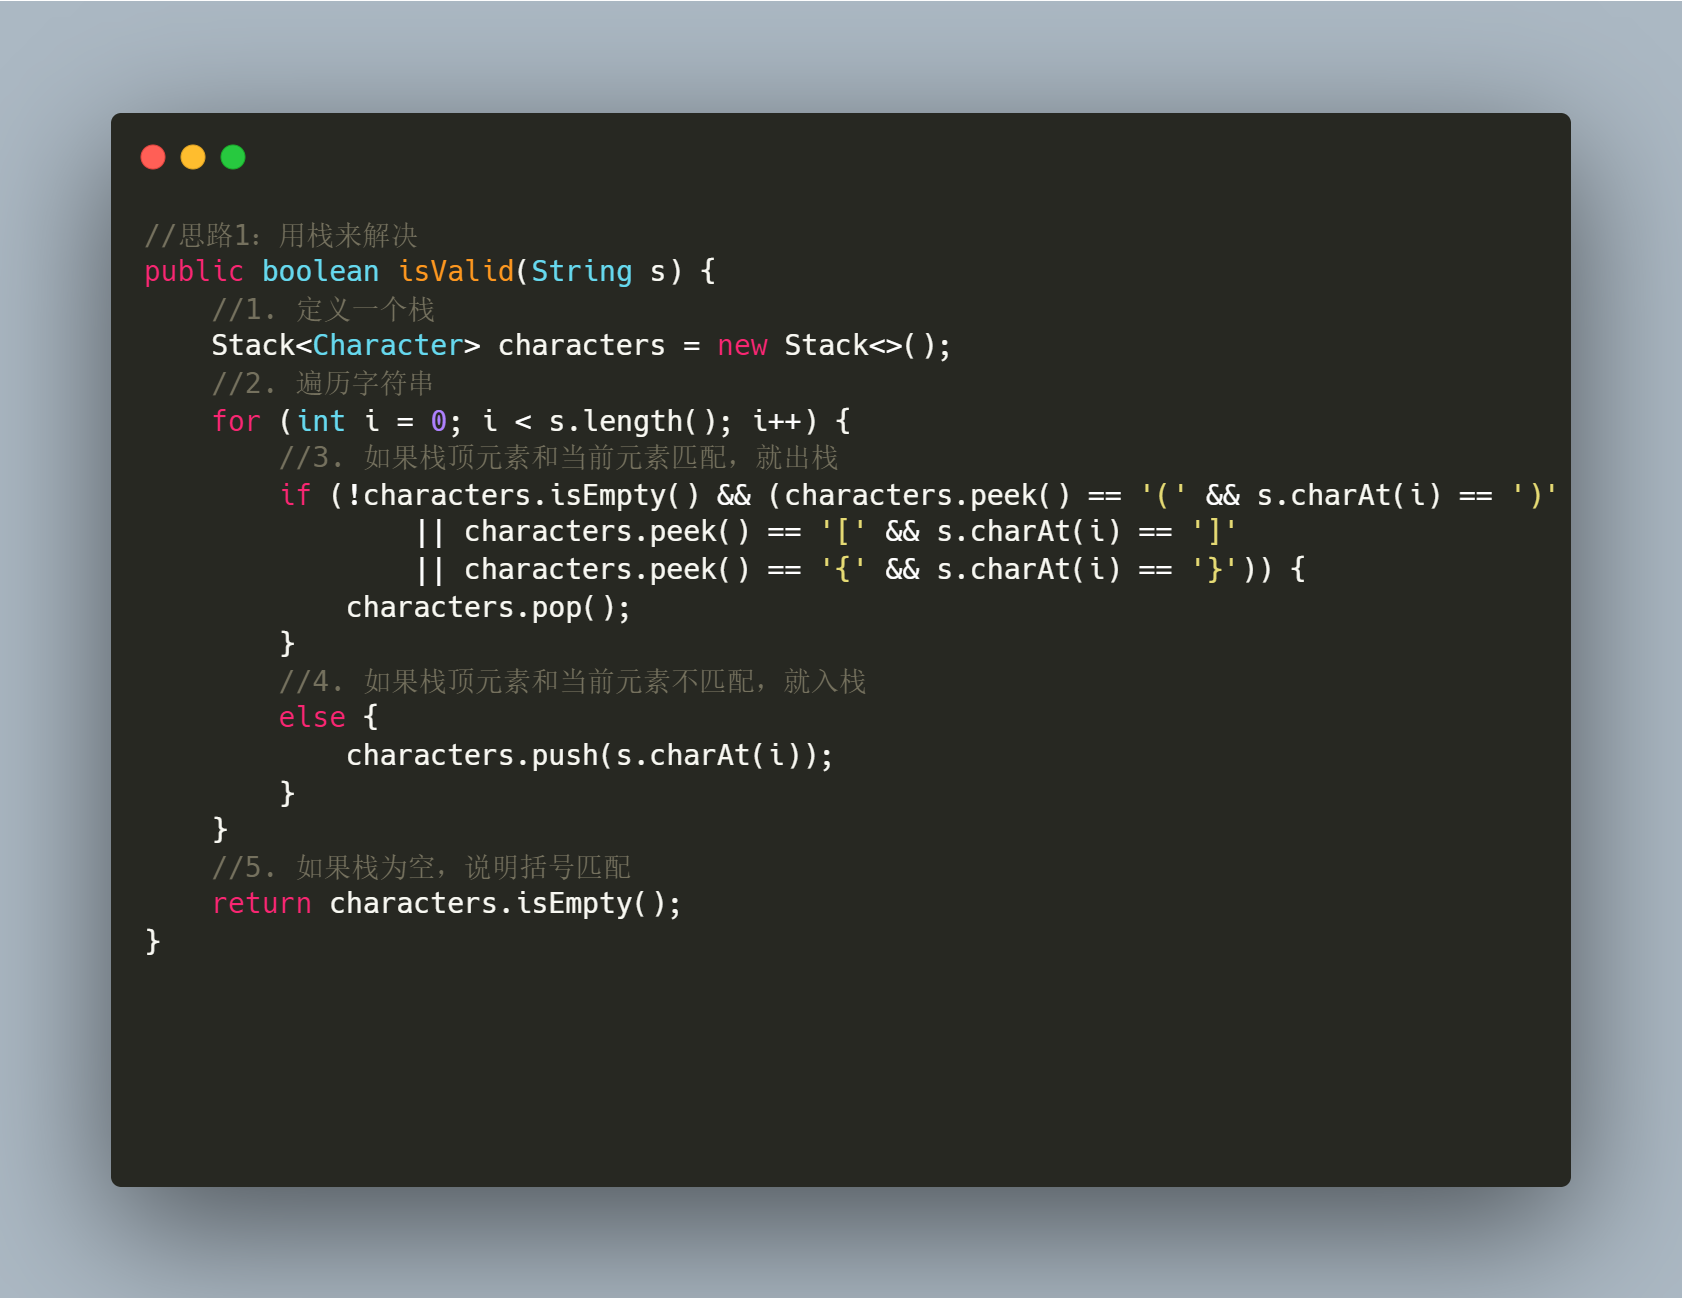 //思路1：用栈来解决
public boolean isValid(String s) {
    //1. 定义一个栈
    Stack<Character> characters = new Stack<>();
    //2. 遍历字符串
    for (int i = 0; i < s.length(); i++) {
        //3. 如果栈顶元素和当前元素匹配，就出栈
        if (!characters.isEmpty() && (characters.peek() == '(' && s.charAt(i) == ')'
                || characters.peek() == '[' && s.charAt(i) == ']'
                || characters.peek() == '{' && s.charAt(i) == '}')) {
            characters.pop();
        }
        //4. 如果栈顶元素和当前元素不匹配，就入栈
        else {
            characters.push(s.charAt(i));
        }
    }
    //5. 如果栈为空，说明括号匹配
    return characters.isEmpty();
}